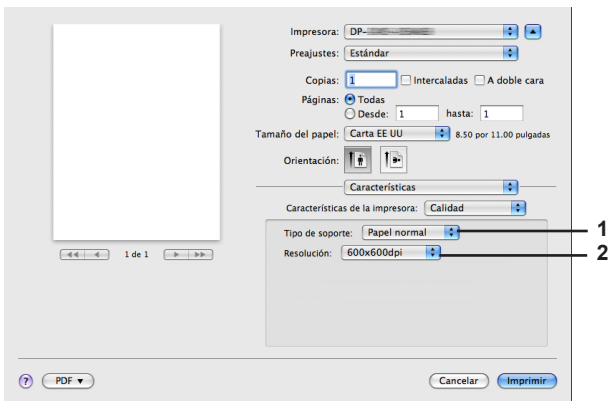 Impresora: DP-
Preajustes: Estándar
Copias: 1 Intercaladas A doble cara
Páginas: Todas
Desde: 1 hasta: 1
Tamaño del papel: Carta EE UU 8.50 por 11.00 pulgadas
Orientación:
Características
Características de la impresora: Calidad
Tipo de soporte: Papel normal 1
Resolución: 600x600dpi 2
1 de 1
? PDF ▼ Cancelar Imprimir